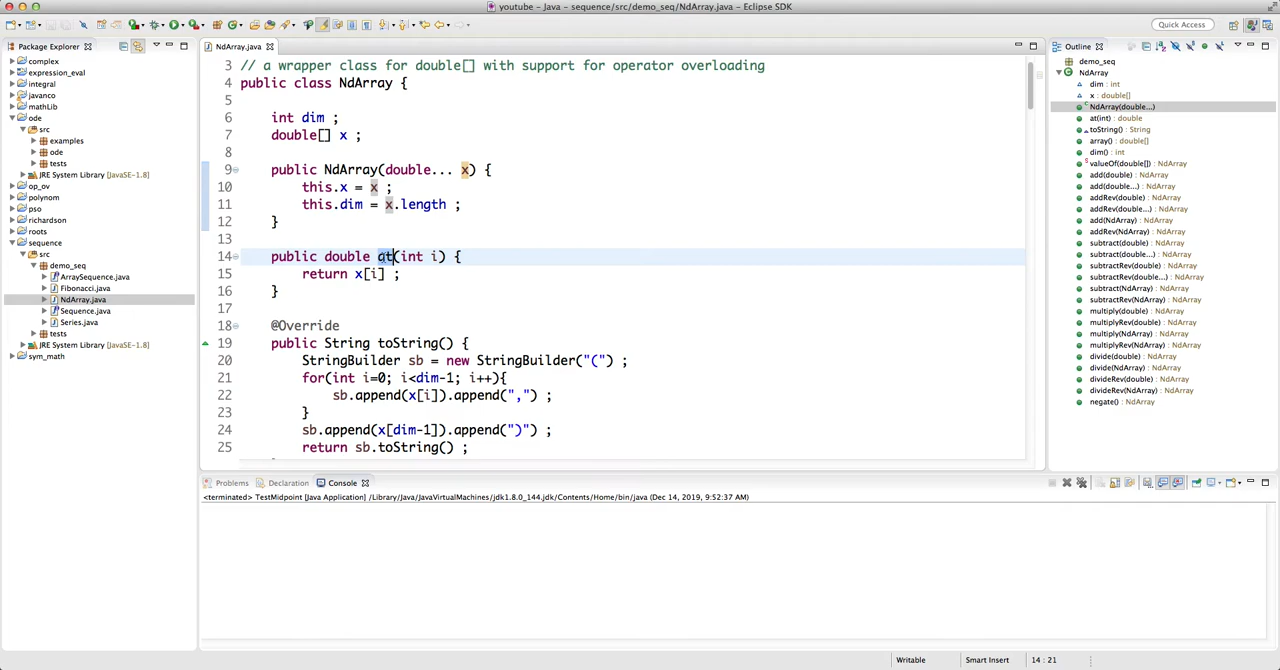 youtube - Java - sequence/src/demo_seq/NdArray.java - Eclipse SDK
Quick Access
Package Explorer
complex
expression_eval
integral
javanco
mathLib
ode
src
examples
ode
tests
JRE System Library [JavaSE-1.8]
op_ov
polynom
pso
richardson
roots
sequence
src
demo_seq
ArraySequence.java
Fibonacci.java
NdArray.java
Sequence.java
Series.java
tests
JRE System Library [JavaSE-1.8]
sym_math
NdArray.java
3 // a wrapper class for double[] with support for operator overloading
4 public class NdArray {
5
6 int dim ;
7 double[] x ;
8
9 public NdArray(double... x) {
10 this.x = x ;
11 this.dim = x.length ;
12 }
13
14 public double at(int i) {
15 return x[i] ;
16 }
17
18 @Override
19 public String toString() {
20 StringBuilder sb = new StringBuilder("(") ;
21 for(int i=0; i<dim-1; i++){
22 sb.append(x[i]).append(",") ;
23 }
24 sb.append(x[dim-1]).append(")") ;
25 return sb.toString() ;
Outline
demo_seq
NdArray
dim : int
x : double[]
NdArray(double...)
at(int) : double
toString() : String
array() : double[]
dim() : int
valueOf(double[]) : NdArray
add(double) : NdArray
add(double...) : NdArray
addRev(double) : NdArray
addRev(double...) : NdArray
add(NdArray) : NdArray
addRev(NdArray) : NdArray
subtract(double) : NdArray
subtract(double...) : NdArray
subtractRev(double) : NdArray
subtractRev(double...) : NdArray
subtract(NdArray) : NdArray
subtractRev(NdArray) : NdArray
multiply(double) : NdArray
multiplyRev(double) : NdArray
multiply(NdArray) : NdArray
multiplyRev(NdArray) : NdArray
divide(double) : NdArray
divide(NdArray) : NdArray
divideRev(double) : NdArray
divideRev(NdArray) : NdArray
negate() : NdArray
Problems Declaration Console
<terminated> TestMidpoint [Java Application] /Library/Java/JavaVirtualMachines/jdk1.8.0_144.jdk/Contents/Home/bin/java (Dec 14, 2019, 9:52:37 AM)
Writable Smart Insert 14 : 21